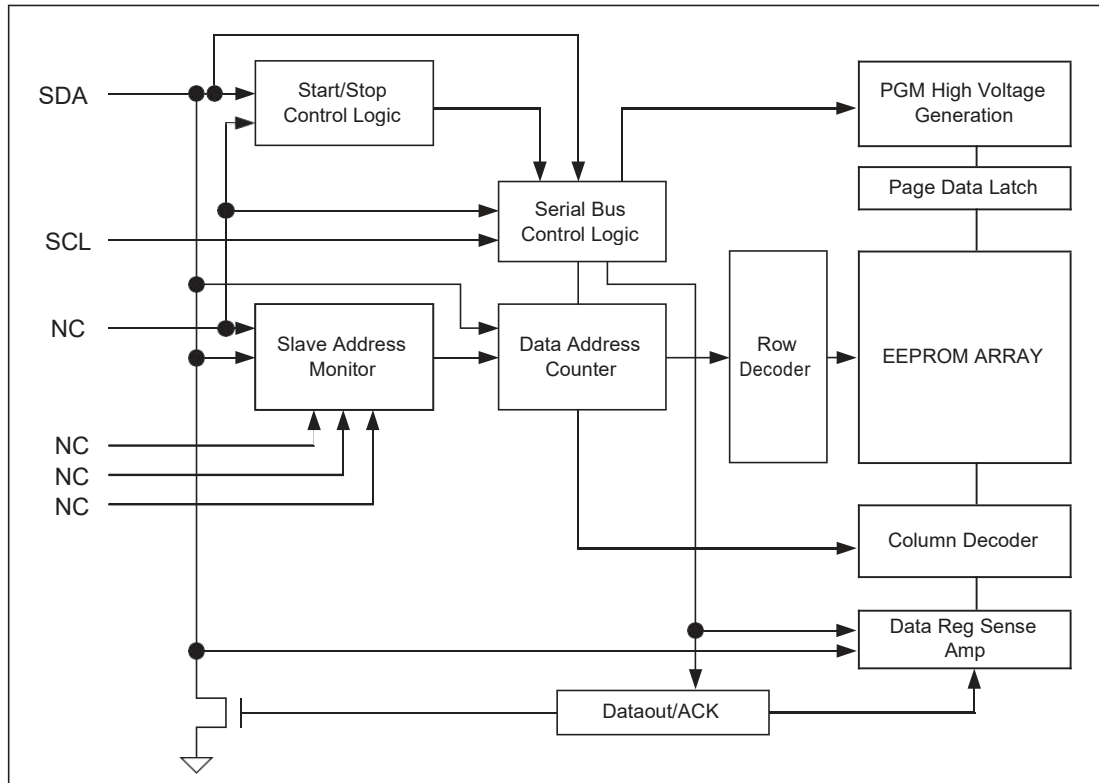 SDA
Start/Stop
Control Logic
PGM High Voltage
Generation
Page Data Latch
Serial Bus
Control Logic
SCL
NC
Slave Address
Monitor
Data Address
Counter
Row
Decoder
EEPROM ARRAY
NC
NC
NC
Column Decoder
Data Reg Sense
Amp
Dataout/ACK